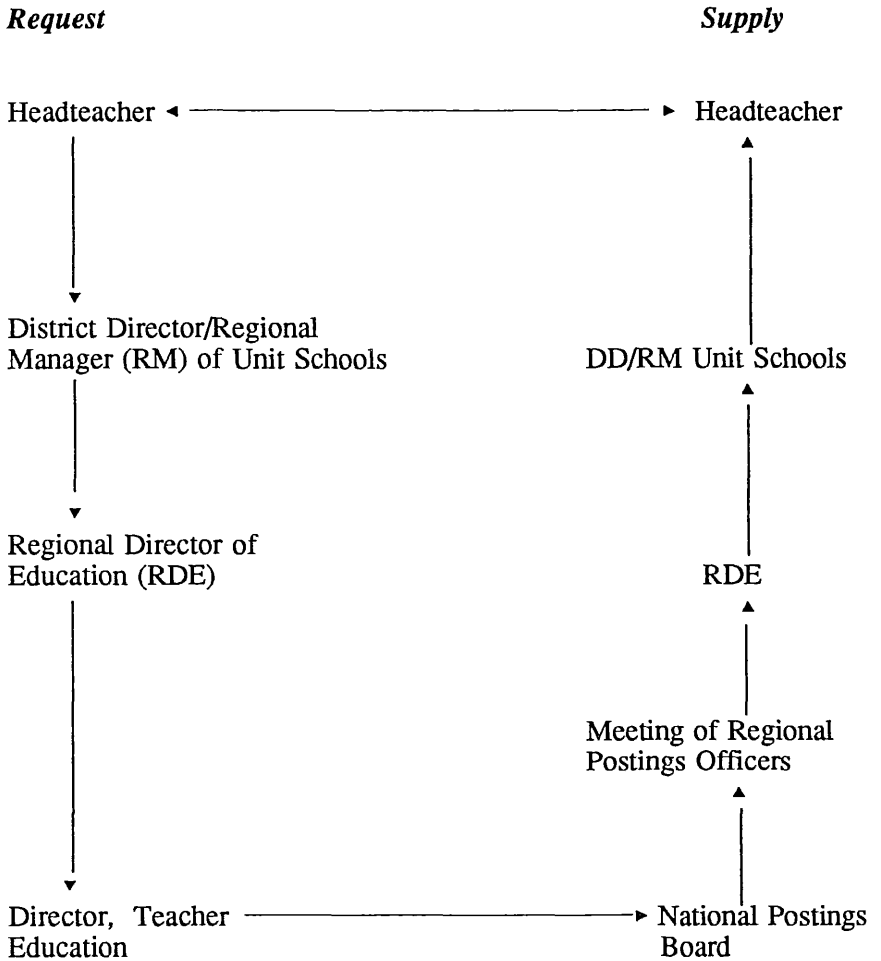 Request
Supply
Headteacher
Headteacher
District Director/Regional
Manager (RM) of Unit Schools
DD/RM Unit Schools
Regional Director of
Education (RDE)
RDE
Meeting of Regional
Postings Officers
Director, Teacher
Education
National Postings
Board